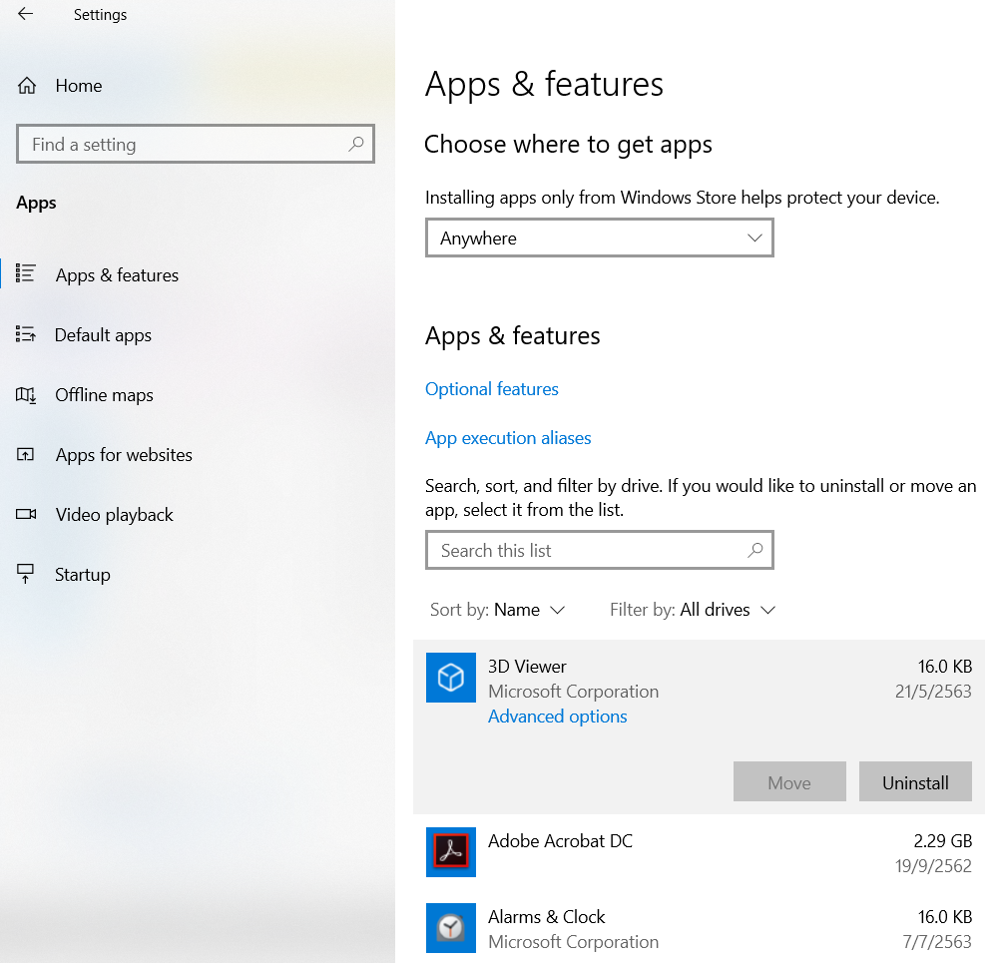 Settings
Home
Find a setting
Apps
Apps & features
Default apps
Offline maps
Apps for websites
Video playback
Startup
Apps & features
Choose where to get apps
Installing apps only from Windows Store helps protect your device.
Anywhere
Apps & features
Optional features
App execution aliases
Search, sort, and filter by drive. If you would like to uninstall or move an
app, select it from the list.
Search this list
Sort by: Name Filter by: All drives
3D Viewer 16.0 KB
Microsoft Corporation 21/5/2563
Advanced options
Move Uninstall
Adobe Acrobat DC 2.29 GB
19/9/2562
Alarms & Clock 16.0 KB
Microsoft Corporation 7/7/2563